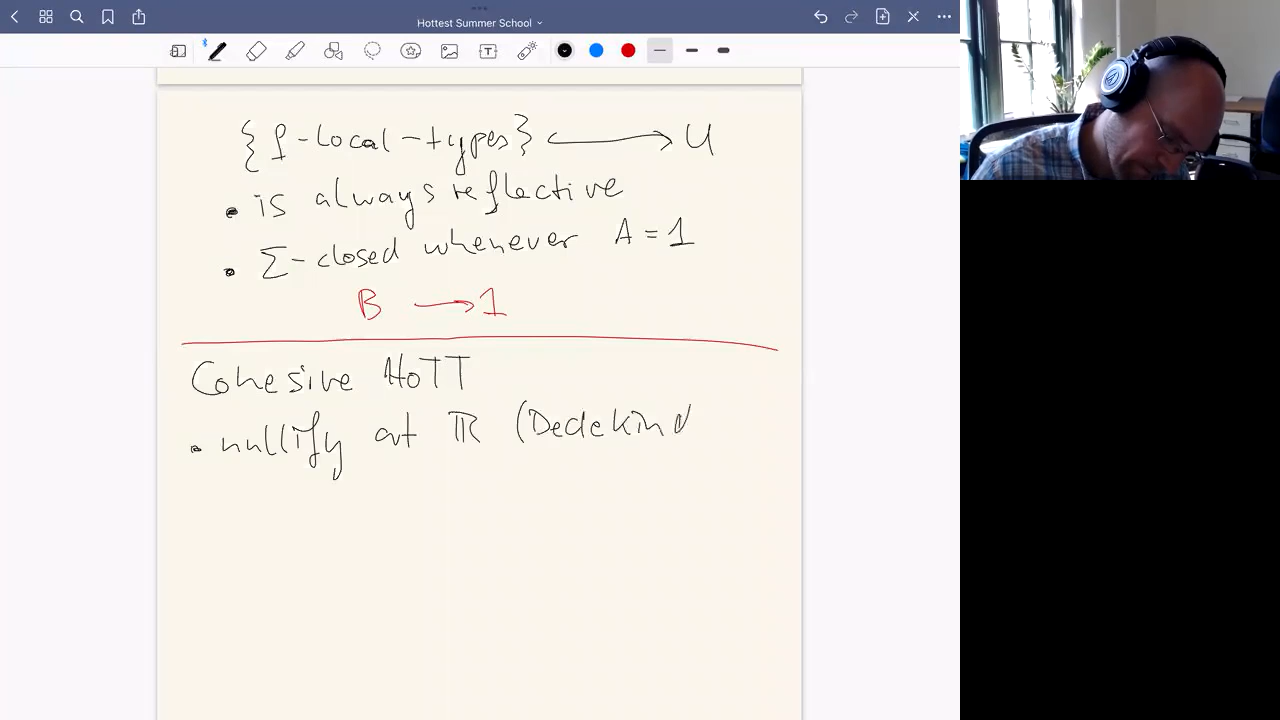 Hottest Summer School
{f-local-types} ⟶ U
• is always reflective
• Σ-closed whenever A = 1
B ⟶ 1
Cohesive HoTT
• nullify at ℝ (Dedekind